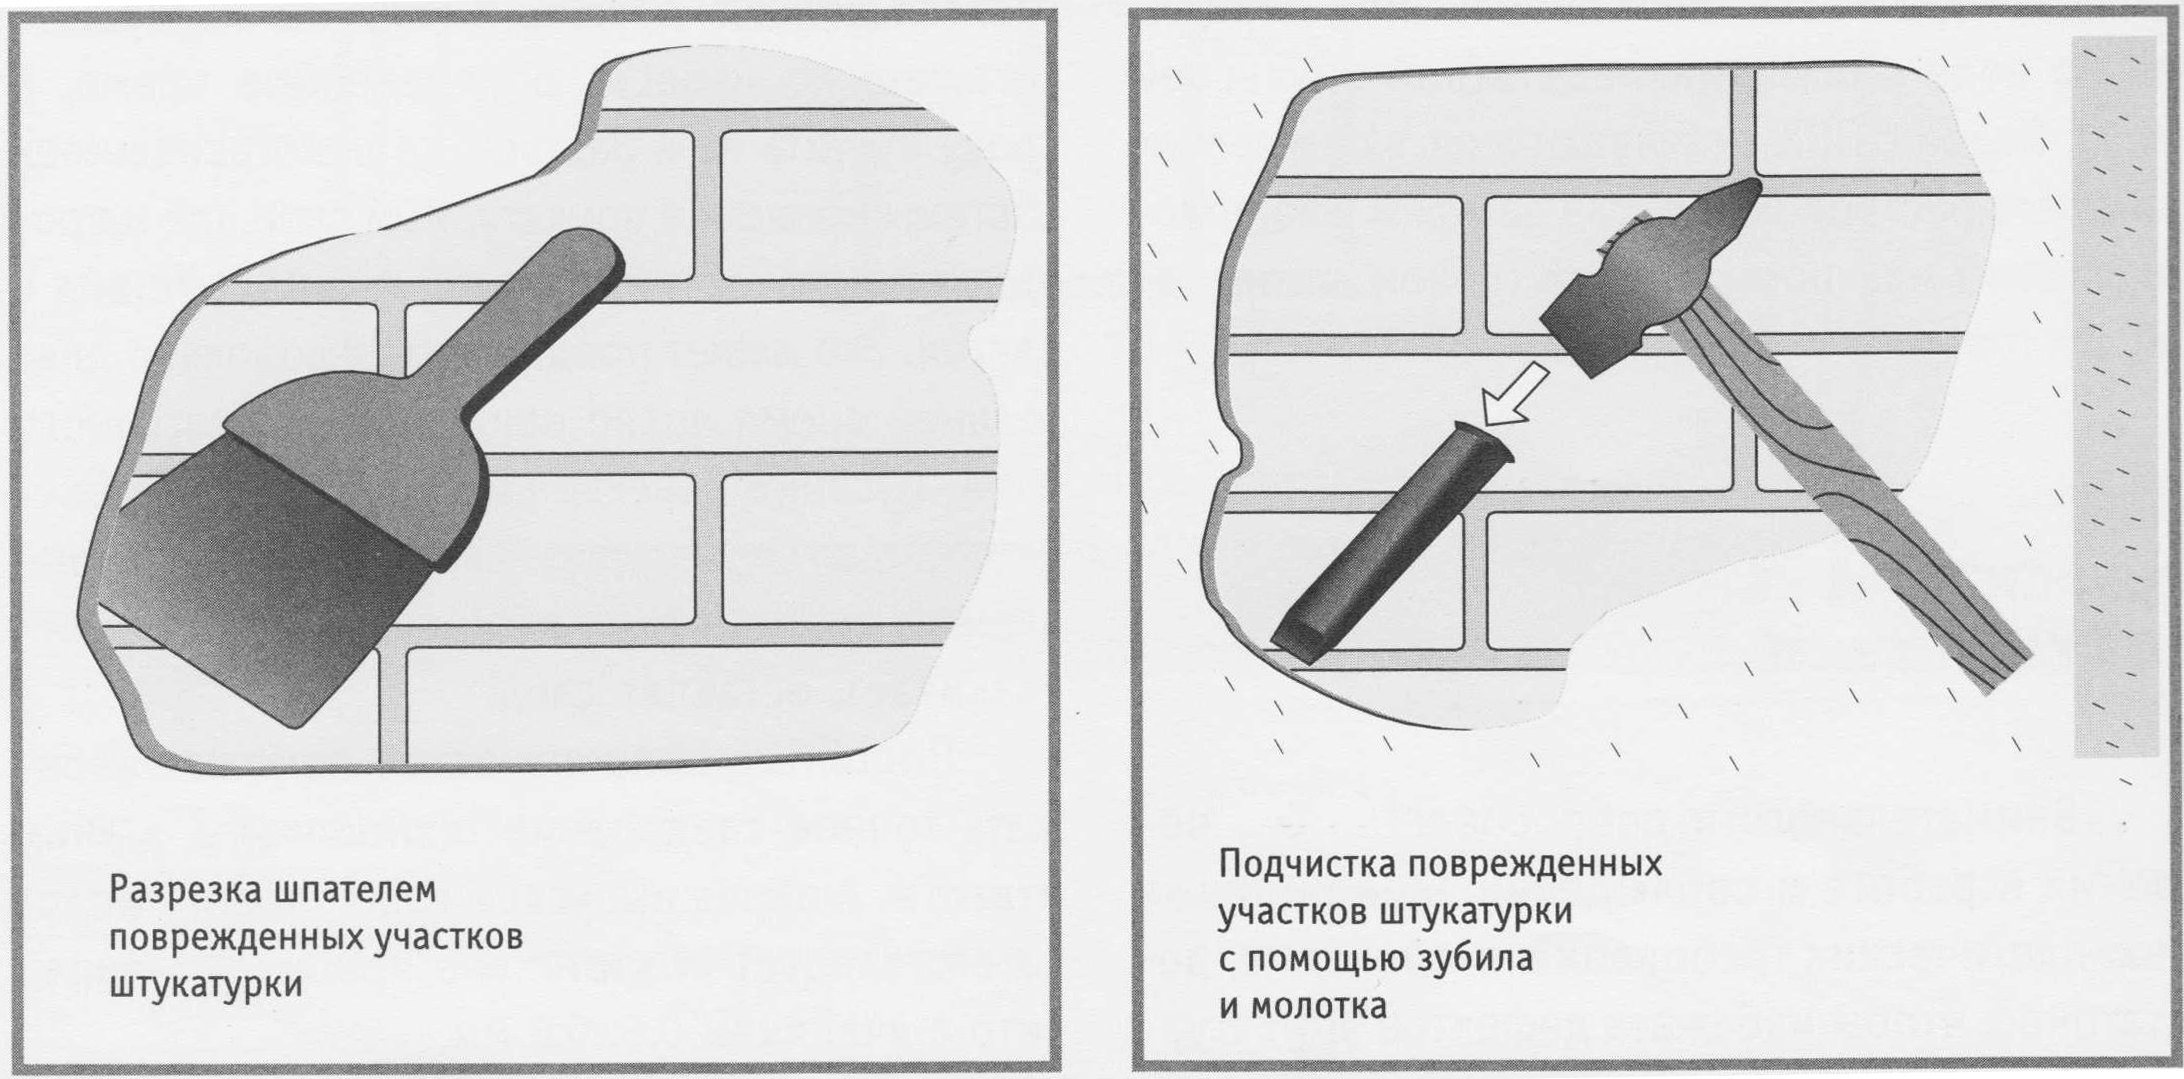 Разрезка шпателем
поврежденных участков
штукатурки
Подчистка поврежденных
участков штукатурки
с помощью зубила
и молотка